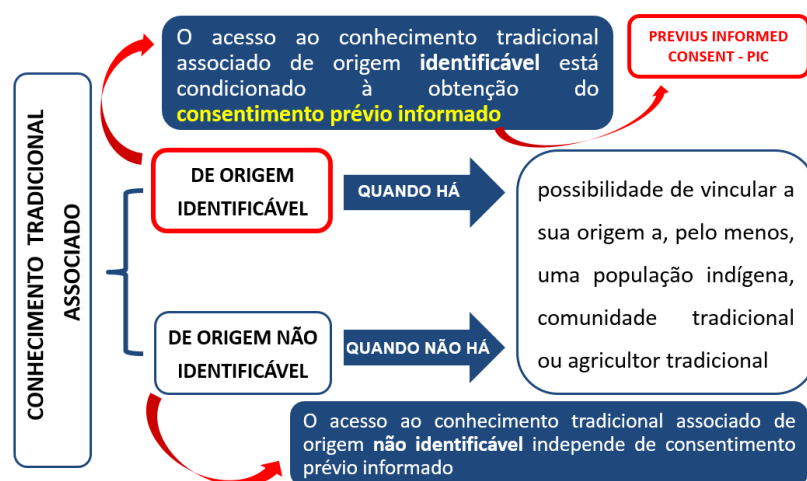 O acesso ao conhecimento tradicional
associado de origem identificável está
condicionado à obtenção do
consentimento prévio informado
PREVIUS INFORMED
CONSENT - PIC
CONHECIMENTO TRADICIONAL
ASSOCIADO
DE ORIGEM
IDENTIFICÁVEL
QUANDO HÁ
possibilidade de vincular a
sua origem a, pelo menos,
uma população indígena,
comunidade tradicional
ou agricultor tradicional
DE ORIGEM NÃO
IDENTIFICÁVEL
QUANDO NÃO HÁ
O acesso ao conhecimento tradicional associado de
origem não identificável independe de consentimento
prévio informado